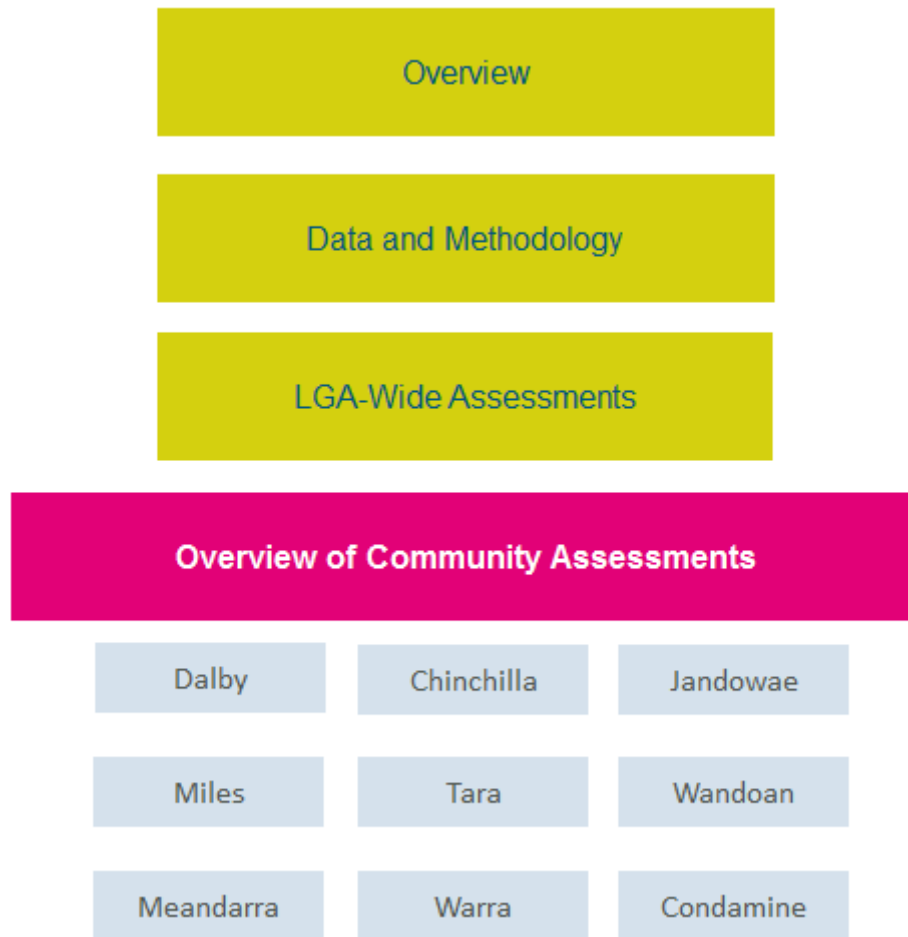 Overview
Data and Methodology
LGA-Wide Assessments
Overview of Community Assessments
Dalby
Chinchilla
Jandowae
Miles
Tara
Wandoan
Meandarra
Warra
Condamine